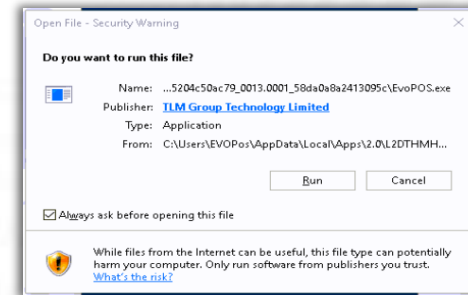 Open File - Security Warning
Do you want to run this file?
Name: ...5204c50ac79_0013.0001_58da0a8a2413095c\EvoPOS.exe
Publisher: TLM Group Technology Limited
Type: Application
From: C:\Users\EVOPos\AppData\Local\Apps\2.0\L2DTHMH...
Run Cancel
Always ask before opening this file
While files from the Internet can be useful, this file type can potentially
harm your computer. Only run software from publishers you trust.
What's the risk?